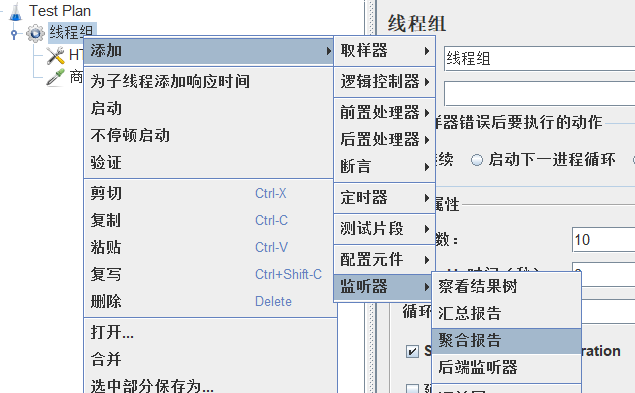 Test Plan
线程组
HT
商
添加
为子线程添加响应时间
启动
不停顿启动
验证
剪切 Ctrl-X
复制 Ctrl-C
粘贴 Ctrl-V
复写 Ctrl+Shift-C
删除 Delete
打开...
合并
选中部分保存为...
取样器
逻辑控制器
前置处理器
后置处理器
断言
定时器
测试片段
配置元件
监听器
察看结果树
汇总报告
聚合报告
后端监听器
线程组
线程组
样器错误后要执行的动作
续
启动下一进程循环
属性
数：
10
时间（秒）
循环
S
ration